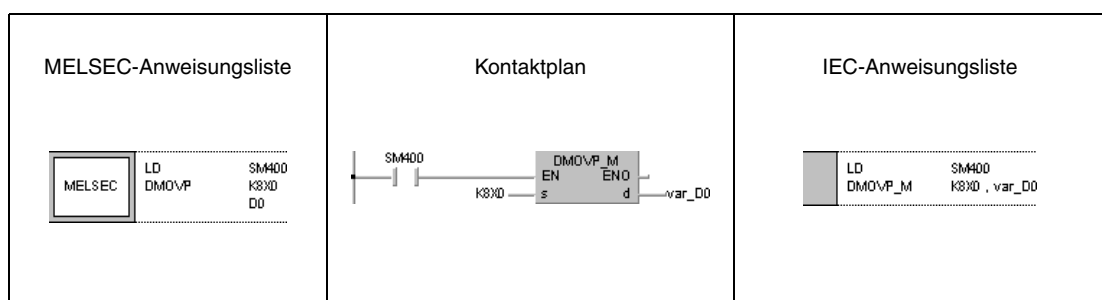 MELSEC-Anweisungsliste
MELSEC
LD SM400
DMOVP K8X0
D0
Kontaktplan
SM400
DMOVP_M
EN ENO
K8X0 s d var_D0
IEC-Anweisungsliste
LD SM400
DMOVP_M K8X0 , var_D0